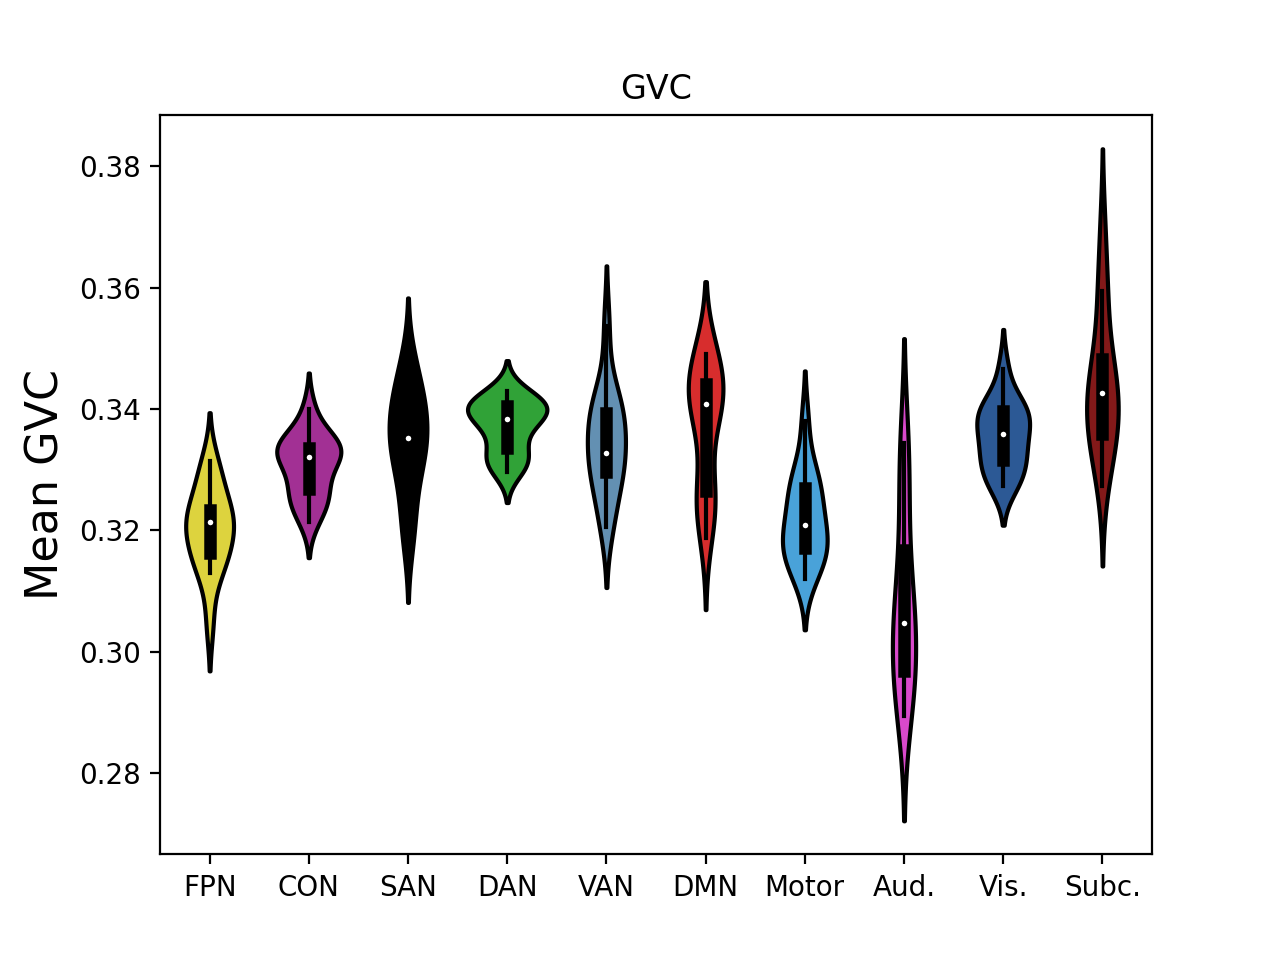 GVC
Mean GVC
0.38
0.36
0.34
0.32
0.30
0.28
FPN CON SAN DAN VAN DMN Motor Aud. Vis. Subc.